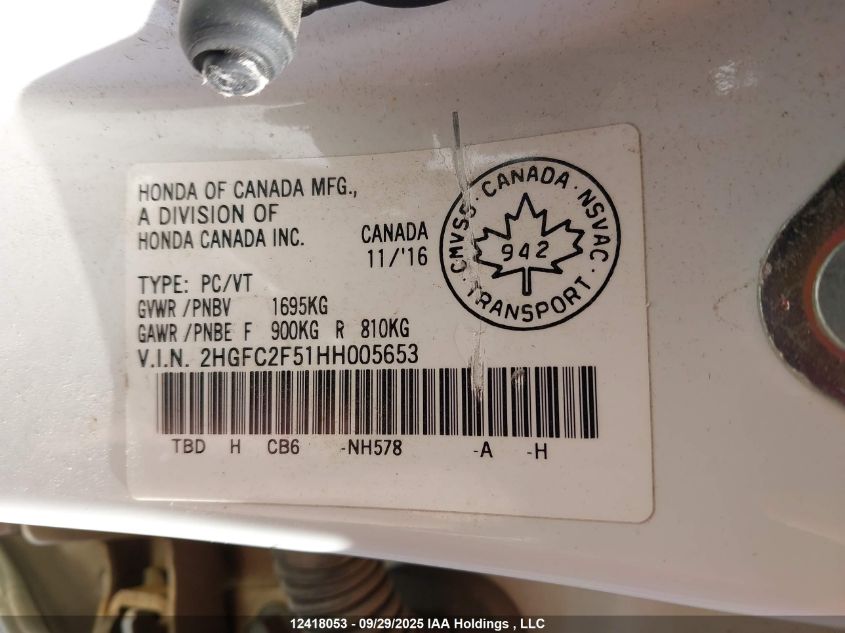 HONDA OF CANADA MFG.,
A DIVISION OF
HONDA CANADA INC.
CANADA
11/'16
CMVSS · CANADA · NSVAC
942
· TRANSPORT ·
TYPE: PC/VT
GVWR /PNBV 1695KG
GAWR /PNBE F 900KG R 810KG
V.I.N. 2HGFC2F51HH005653
TBD H CB6 -NH578 -A -H
12418053 - 09/29/2025 IAA Holdings , LLC